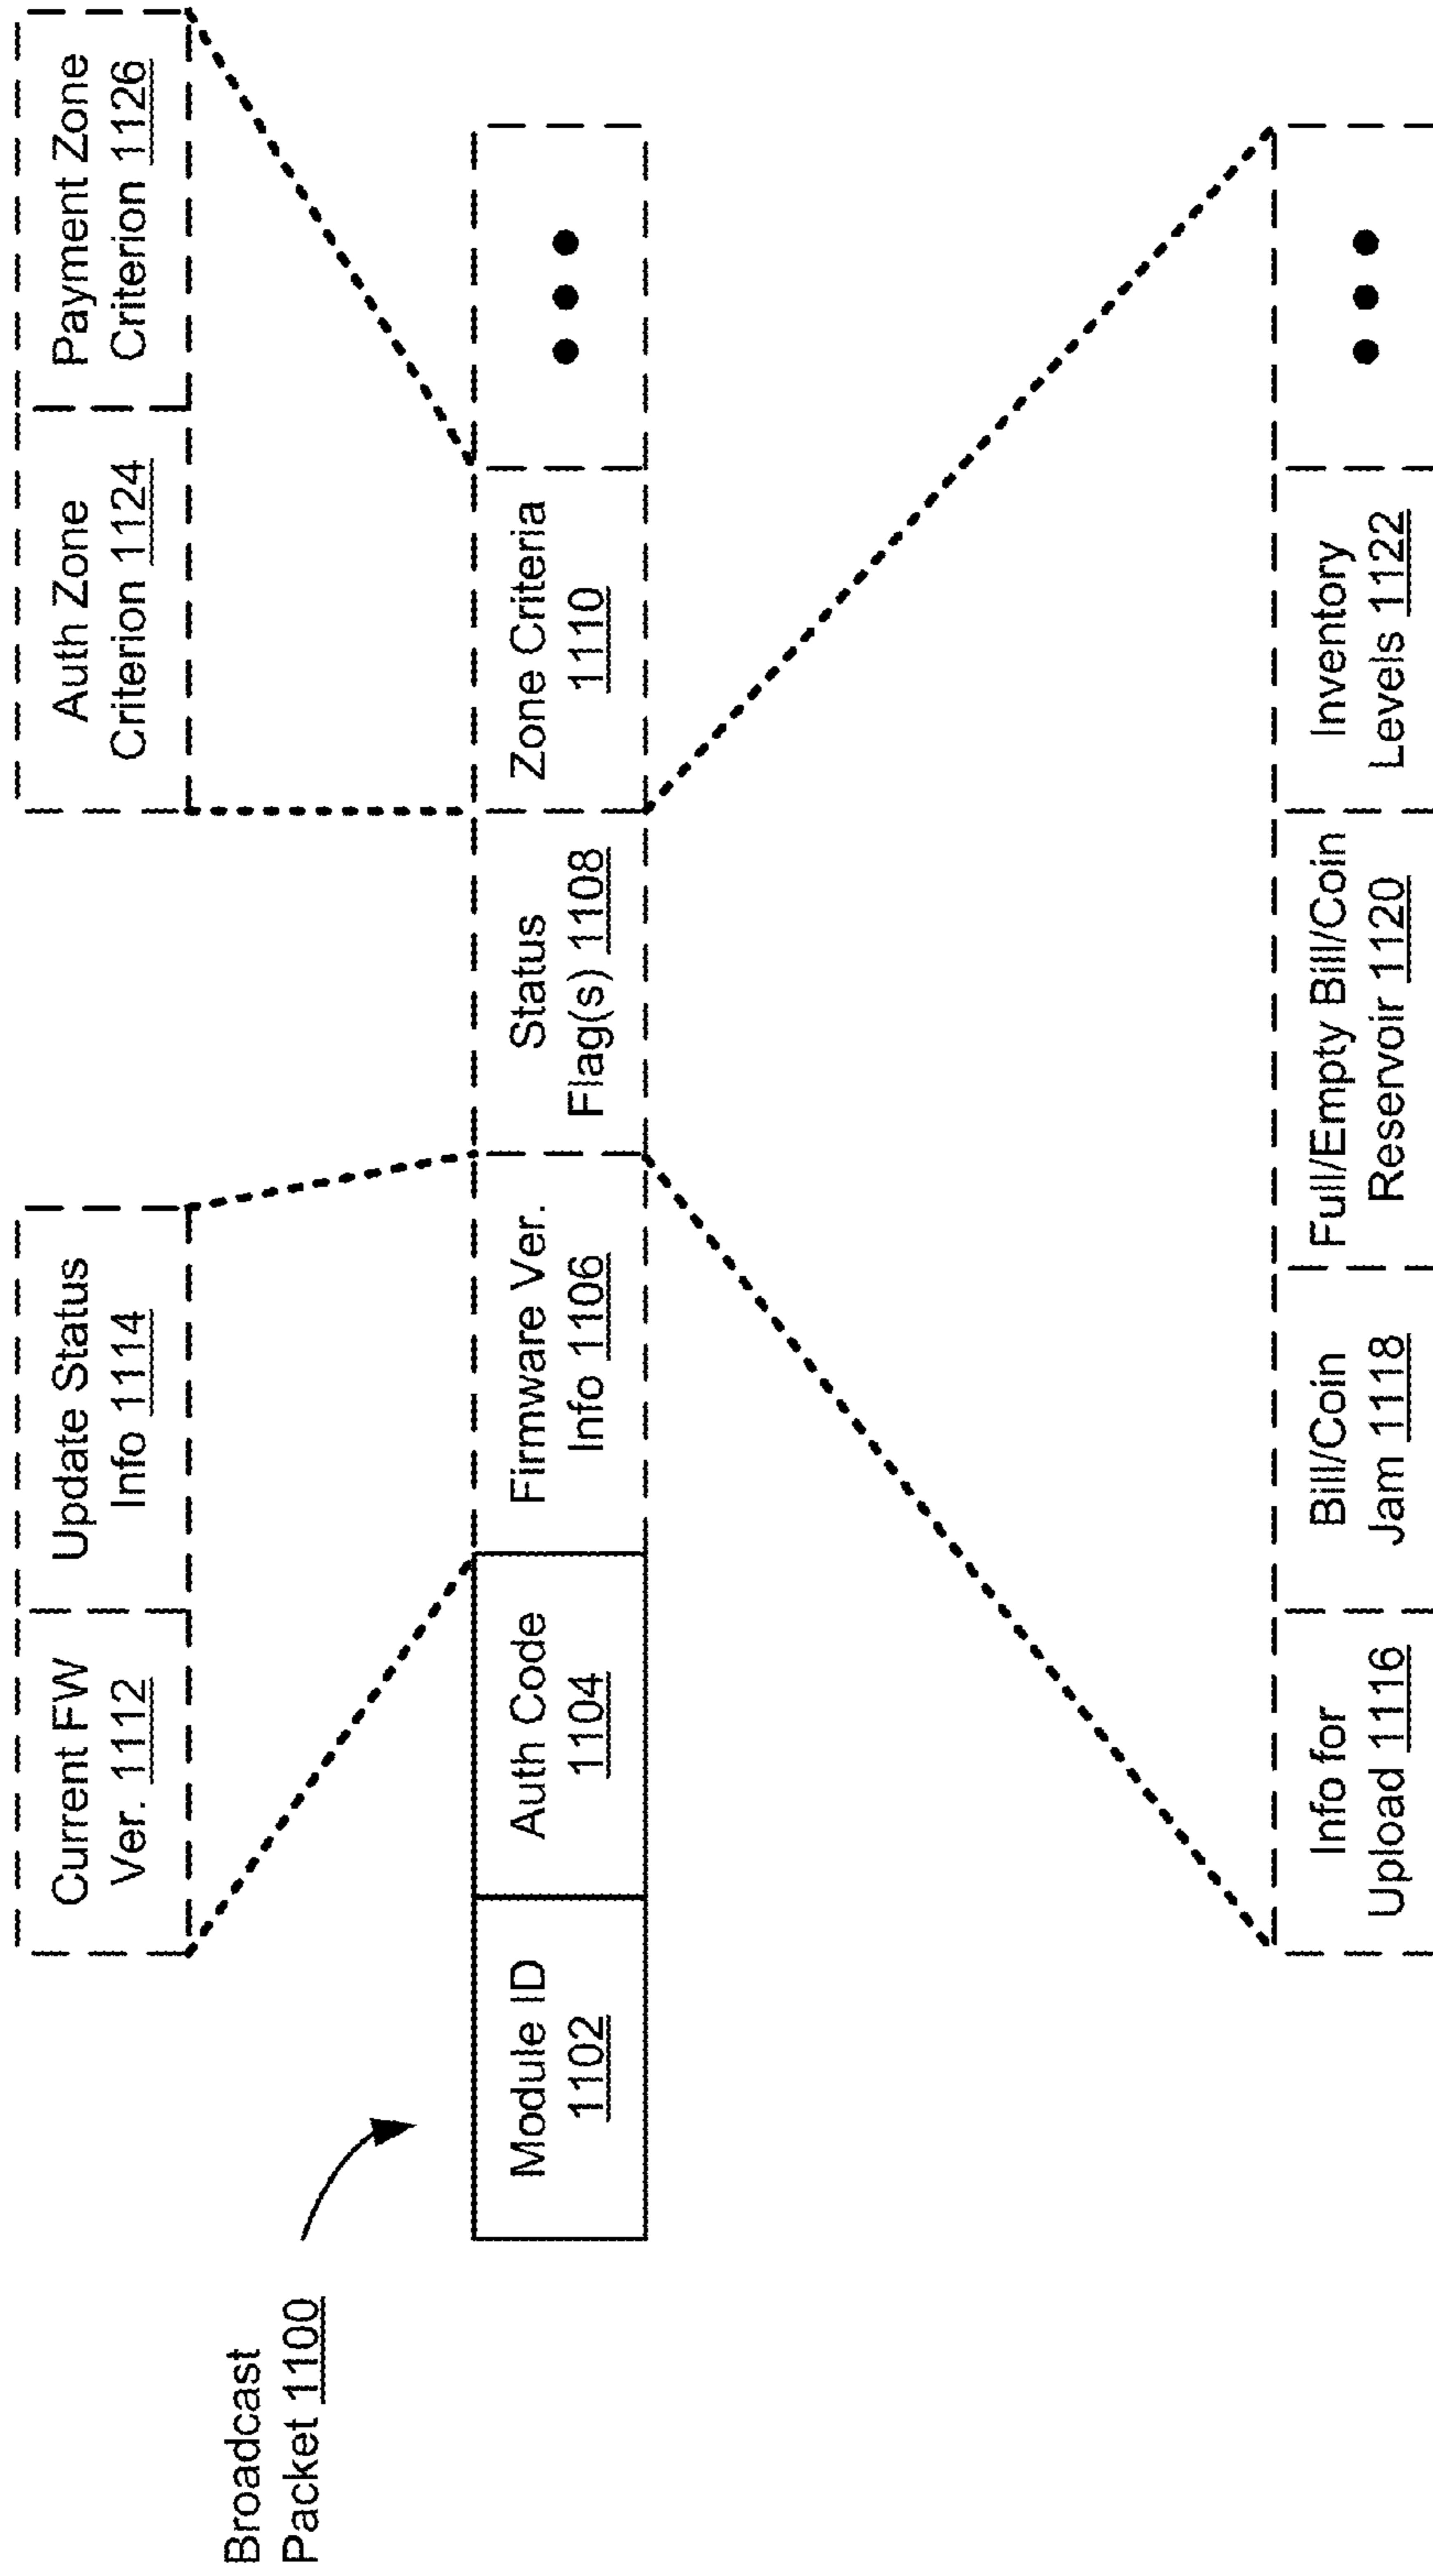 Current FW
Ver. 1112
Update Status
Info 1114
Auth Zone
Criterion 1124
Payment Zone
Criterion 1126
Broadcast
Packet 1100
Module ID
1102
Auth Code
1104
Firmware Ver.
Info 1106
Status
Flag(s) 1108
Zone Criteria
1110
Info for
Upload 1116
Bill/Coin
Jam 1118
Full/Empty Bill/Coin
Reservoir 1120
Inventory
Levels 1122